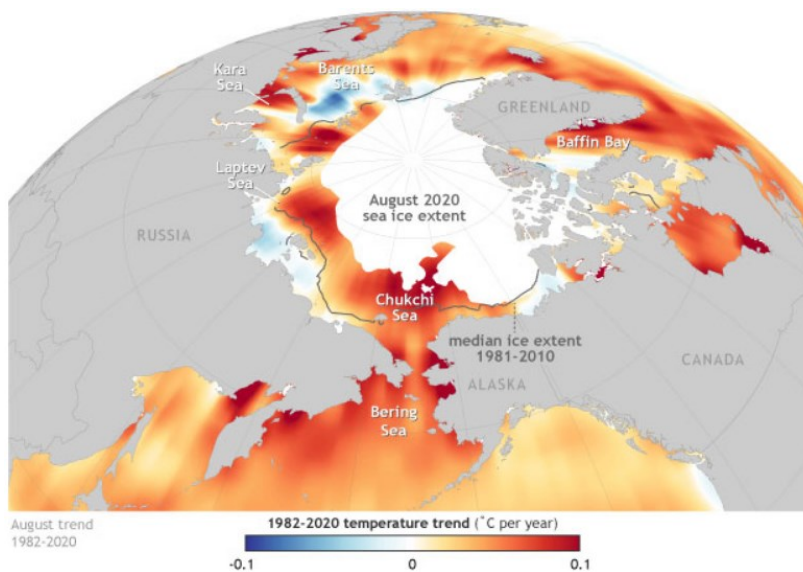 Kara
Sea
Barents
Sea
GREENLAND
Baffin Bay
Laptev
Sea
August 2020
sea ice extent
RUSSIA
Chukchi
Sea
median ice extent
1981-2010
CANADA
ALASKA
Bering
Sea
August trend
1982-2020
1982-2020 temperature trend (°C per year)
-0.1
0
0.1